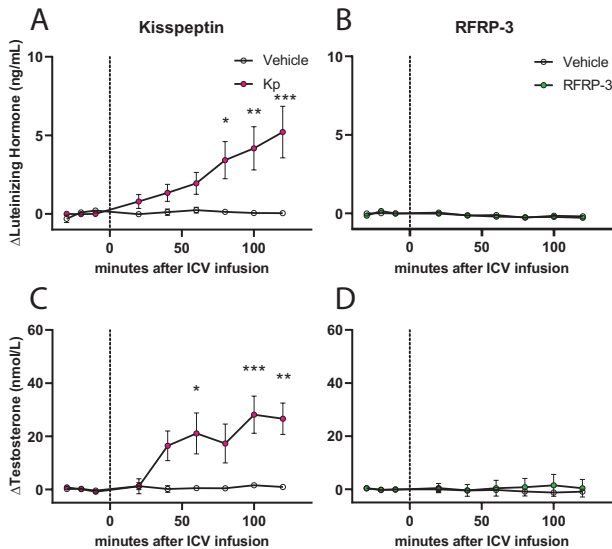 A
Kisspeptin
Vehicle
Kp
* ** ***
ΔLuteinizing Hormone (ng/mL)
10
5
0
0 50 100
minutes after ICV infusion
B
RFRP-3
Vehicle
RFRP-3
10
5
0
0 50 100
minutes after ICV infusion
C
* *** **
ΔTestosterone (nmol/L)
60
40
20
0
0 50 100
minutes after ICV infusion
D
60
40
20
0
0 50 100
minutes after ICV infusion